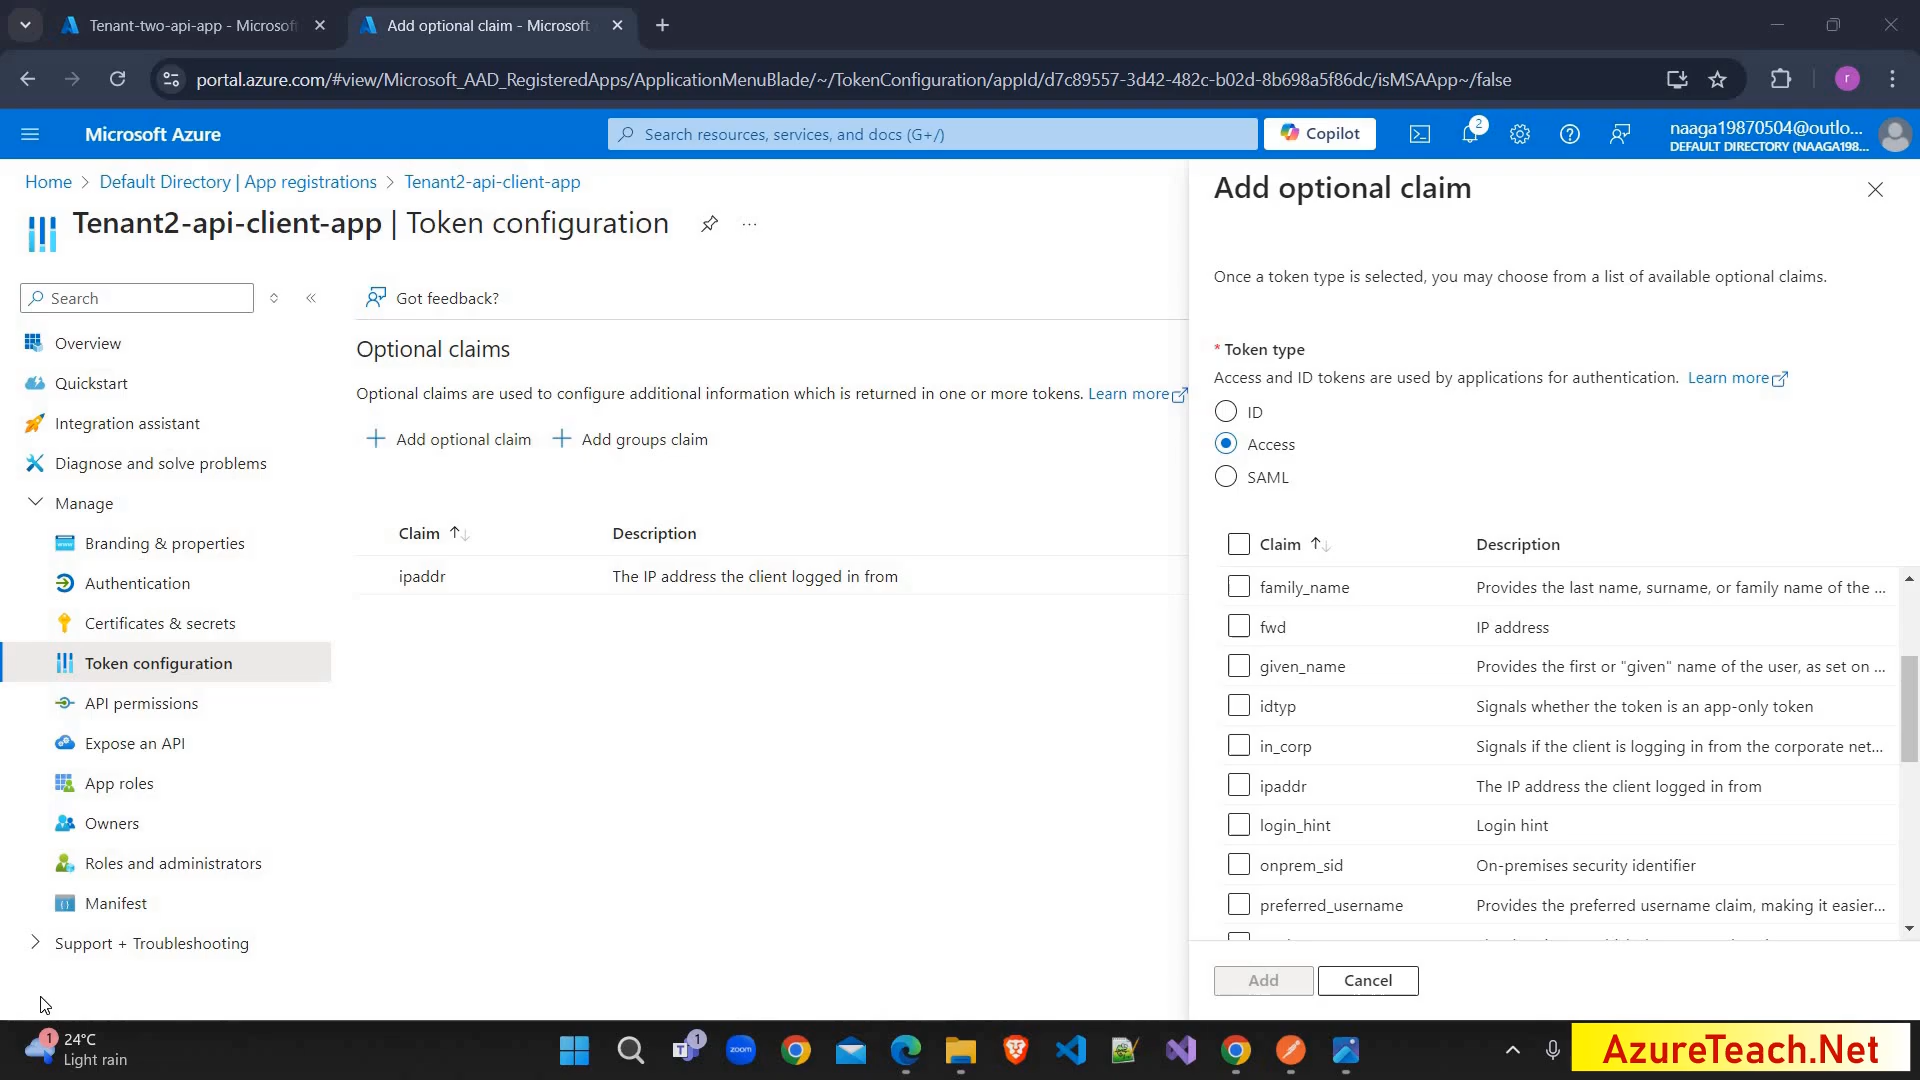 Tenant-two-api-app - Microsof
Add optional claim - Microsoft
portal.azure.com/#view/Microsoft_AAD_RegisteredApps/ApplicationMenuBlade/~/TokenConfiguration/appId/d7c89557-3d42-482c-b02d-8b698a5f86dc/isMSAApp~/false
r
Microsoft Azure
Search resources, services, and docs (G+/)
Copilot
2
naaga19870504@outlo...
DEFAULT DIRECTORY (NAAGA198...
Home > Default Directory | App registrations > Tenant2-api-client-app
Tenant2-api-client-app | Token configuration
...
Search
Overview
Quickstart
Integration assistant
Diagnose and solve problems
Manage
Branding & properties
Authentication
Certificates & secrets
Token configuration
API permissions
Expose an API
App roles
Owners
Roles and administrators
Manifest
Support + Troubleshooting
Got feedback?
Optional claims
Optional claims are used to configure additional information which is returned in one or more tokens. Learn more
Add optional claim
Add groups claim
Claim Description
ipaddr The IP address the client logged in from
Add optional claim
Once a token type is selected, you may choose from a list of available optional claims.
* Token type
Access and ID tokens are used by applications for authentication. Learn more
ID
Access
SAML
Claim Description
family_name Provides the last name, surname, or family name of the ...
fwd IP address
given_name Provides the first or "given" name of the user, as set on ...
idtyp Signals whether the token is an app-only token
in_corp Signals if the client is logging in from the corporate net...
ipaddr The IP address the client logged in from
login_hint Login hint
onprem_sid On-premises security identifier
preferred_username Provides the preferred username claim, making it easier...
Add
Cancel
1
24°C
Light rain
1
zoom
AzureTeach.Net